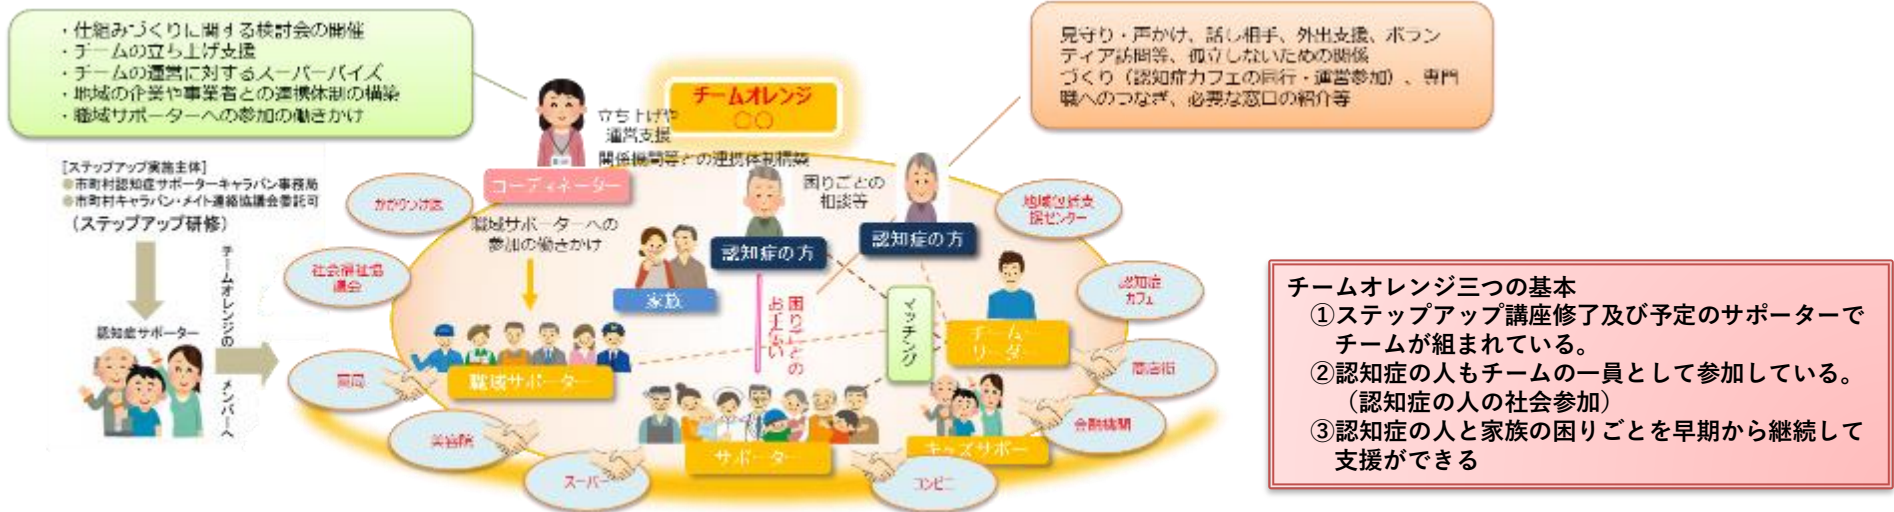 ・仕組みづくりに関する検討会の開催
・チームの立ち上げ支援
・チームの運営に対するスーパーバイズ
・地域の企業や事業者との連携体制の構築
・職域サポーターへの参加の働きかけ
見守り・声かけ、話し相手、外出支援、ボラン
ティア訪問等、孤立しないための関係
づくり（認知症カフェの同行・運営参加）、専門
職へのつなぎ、必要な窓口の紹介等
チームオレンジ
〇〇
立ち上げや
運営支援
関係機関等との連携体制構築
コーディネーター
[ステップアップ実施主体]
●市町村認知症サポーターキャラバン事務局
●市町村キャラバン・メイト連絡協議会委託可
（ステップアップ研修）
チームオレンジの
メンバーへ
認知症サポーター
かかりつけ医
社会福祉協
議会
薬局
美容院
スーパー
コンビニ
金融機関
商店街
認知症
カフェ
地域包括支
援センター
職域サポーターへの
参加の働きかけ
困りごとの
相談等
認知症の方
認知症の方
家族
困りごとの
お手伝い
マッチング
チーム
リーダー
職域サポーター
サポーター
キッズサポー
チームオレンジ三つの基本
①ステップアップ講座修了及び予定のサポーターで
チームが組まれている。
②認知症の人もチームの一員として参加している。
（認知症の人の社会参加）
③認知症の人と家族の困りごとを早期から継続して
支援ができる